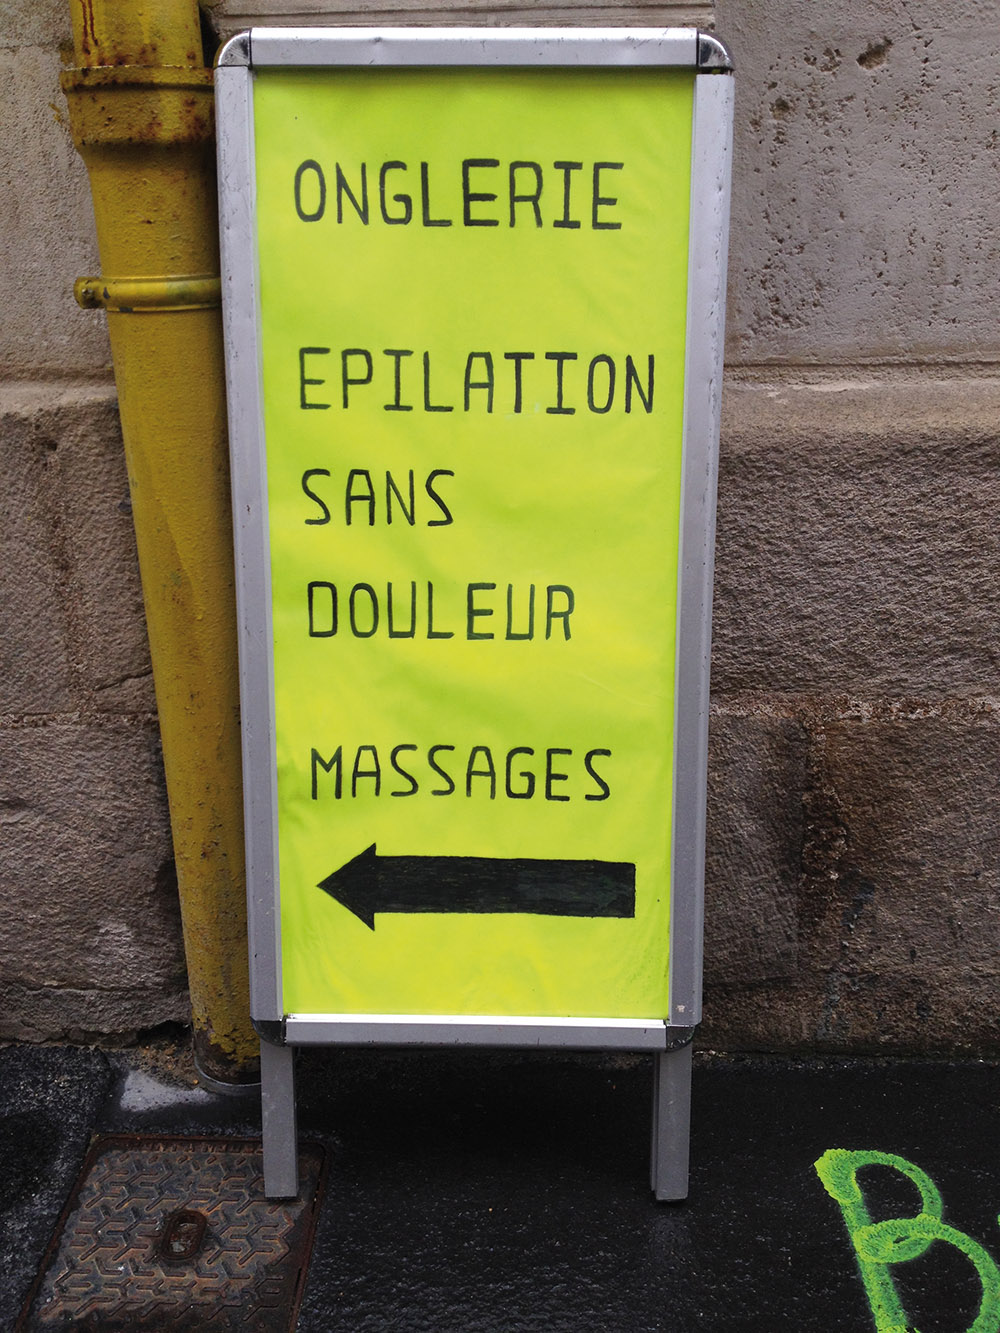 ONGLERIE
EPILATION
SANS
DOULEUR
MASSAGES
B